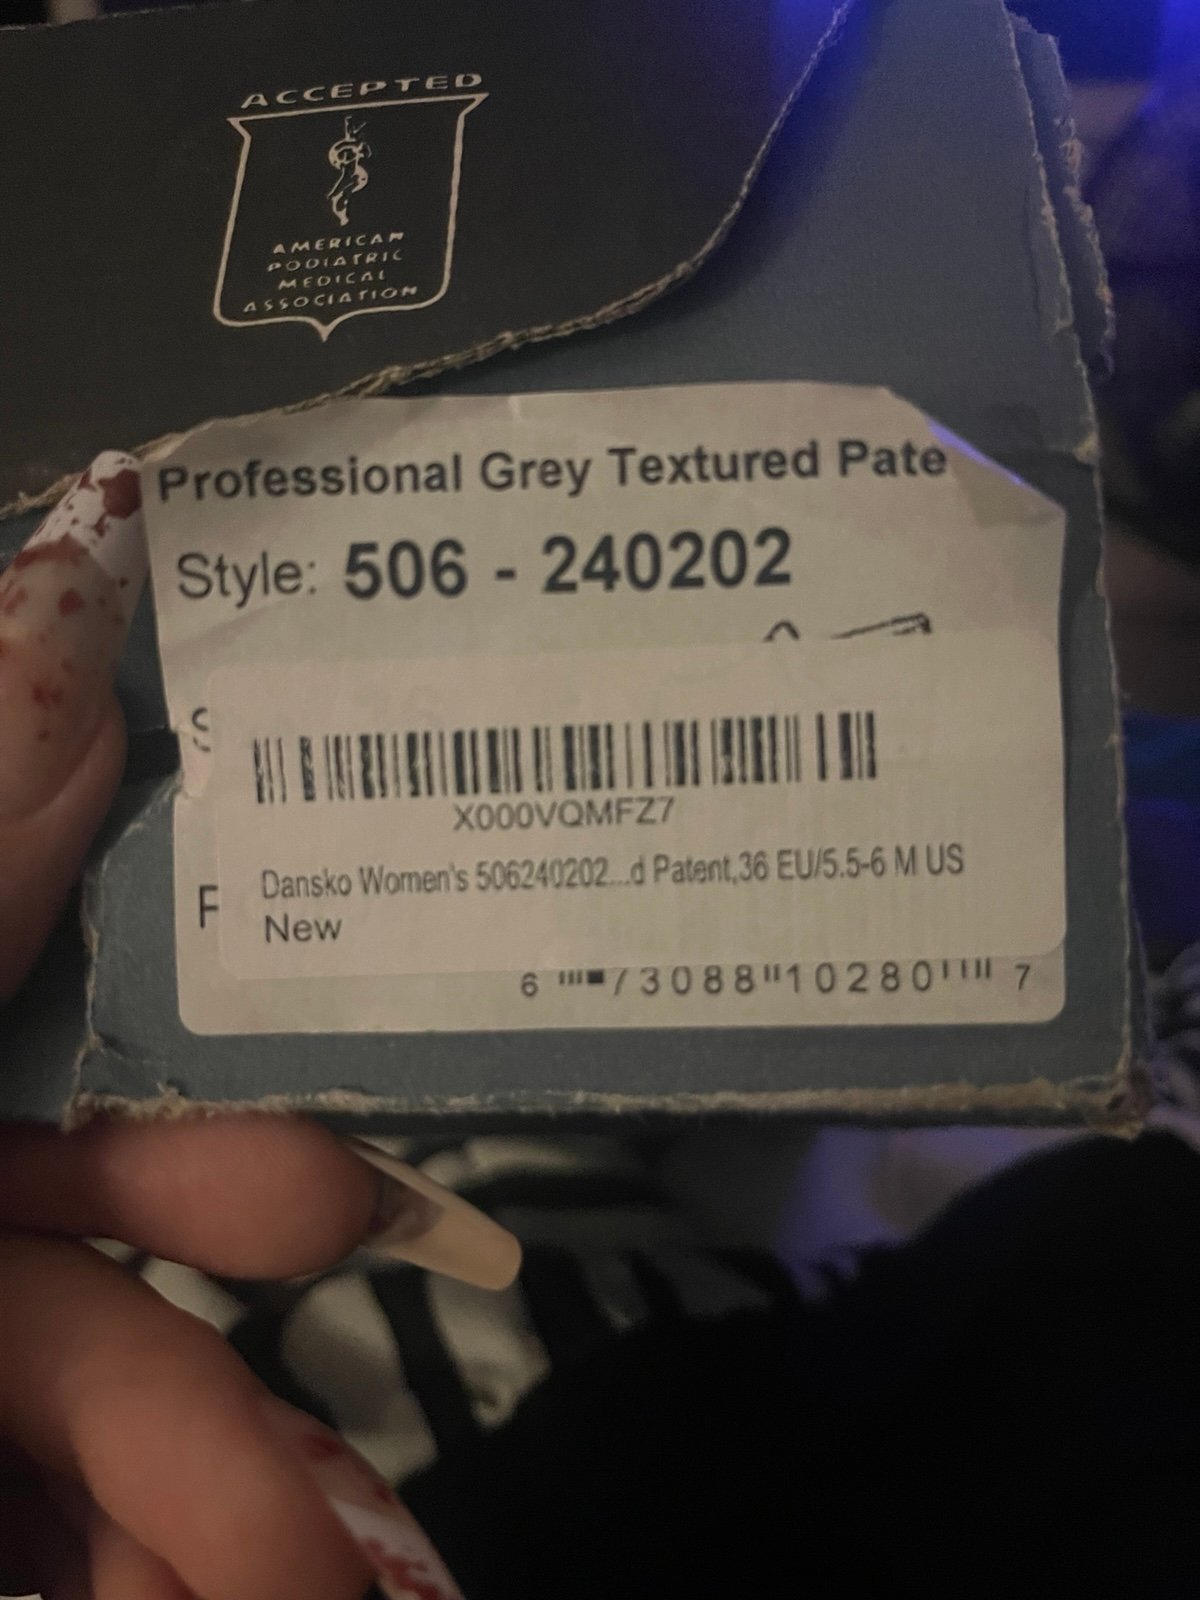 ACCEPTED
AMERICAN
PODIATRIC
MEDICAL
ASSOCIATION
Professional Grey Textured Pate
Style: 506 - 240202
S
X000VQMFZ7
Dansko Women's 506240202...d Patent,36 EU/5.5-6 M US
F
New
6 73088 10280 7